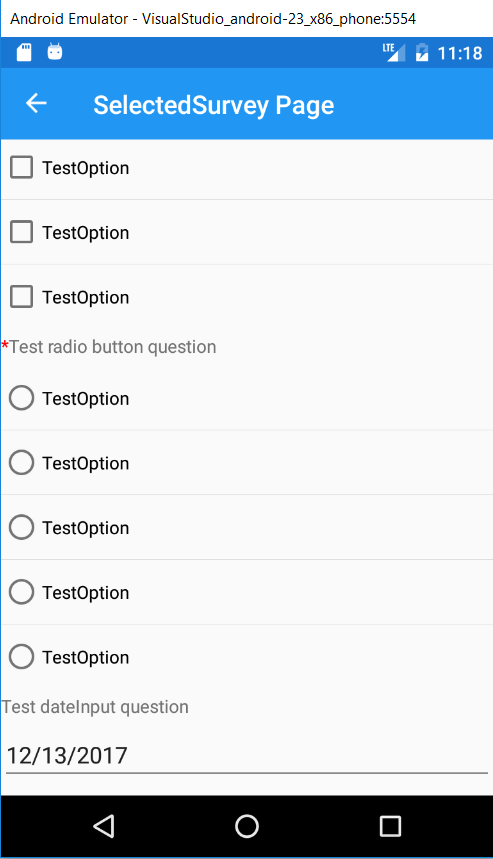 Android Emulator - VisualStudio_android-23_x86_phone:5554
LTE 11:18
SelectedSurvey Page
TestOption
TestOption
TestOption
*Test radio button question
TestOption
TestOption
TestOption
TestOption
TestOption
Test dateInput question
12/13/2017